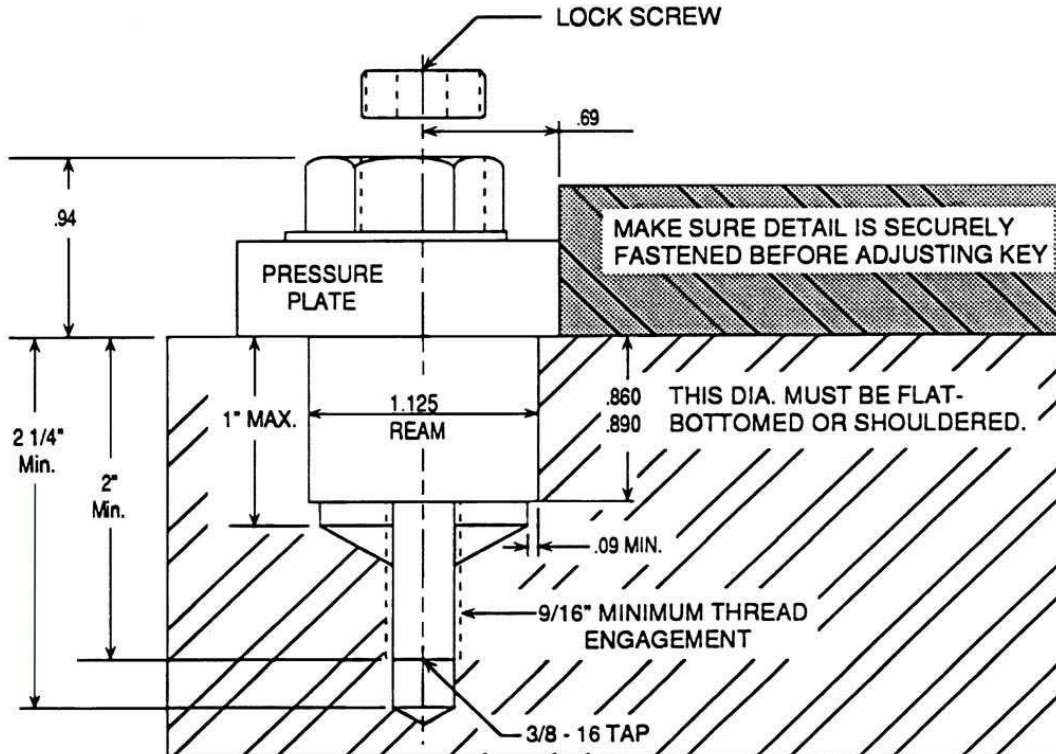 LOCK SCREW
.69
.94
MAKE SURE DETAIL IS SECURELY
FASTENED BEFORE ADJUSTING KEY
PRESSURE
PLATE
1" MAX.
1.125
REAM
.860
.890
THIS DIA. MUST BE FLAT-
BOTTOMED OR SHOULDERED.
2 1/4"
Min.
2"
Min.
.09 MIN.
9/16" MINIMUM THREAD
ENGAGEMENT
3/8 - 16 TAP